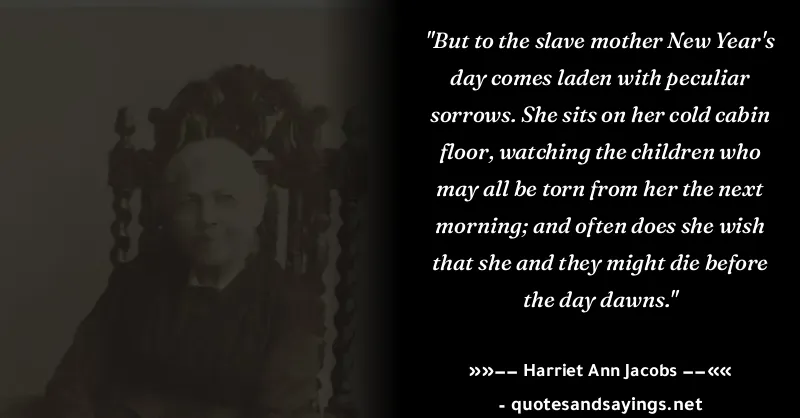 "But to the slave mother New Year's
day comes laden with peculiar
sorrows. She sits on her cold cabin
floor, watching the children who
may all be torn from her the next
morning; and often does she wish
that she and they might die before
the day dawns."
»»–– Harriet Ann Jacobs ––««
- quotesandsayings.net